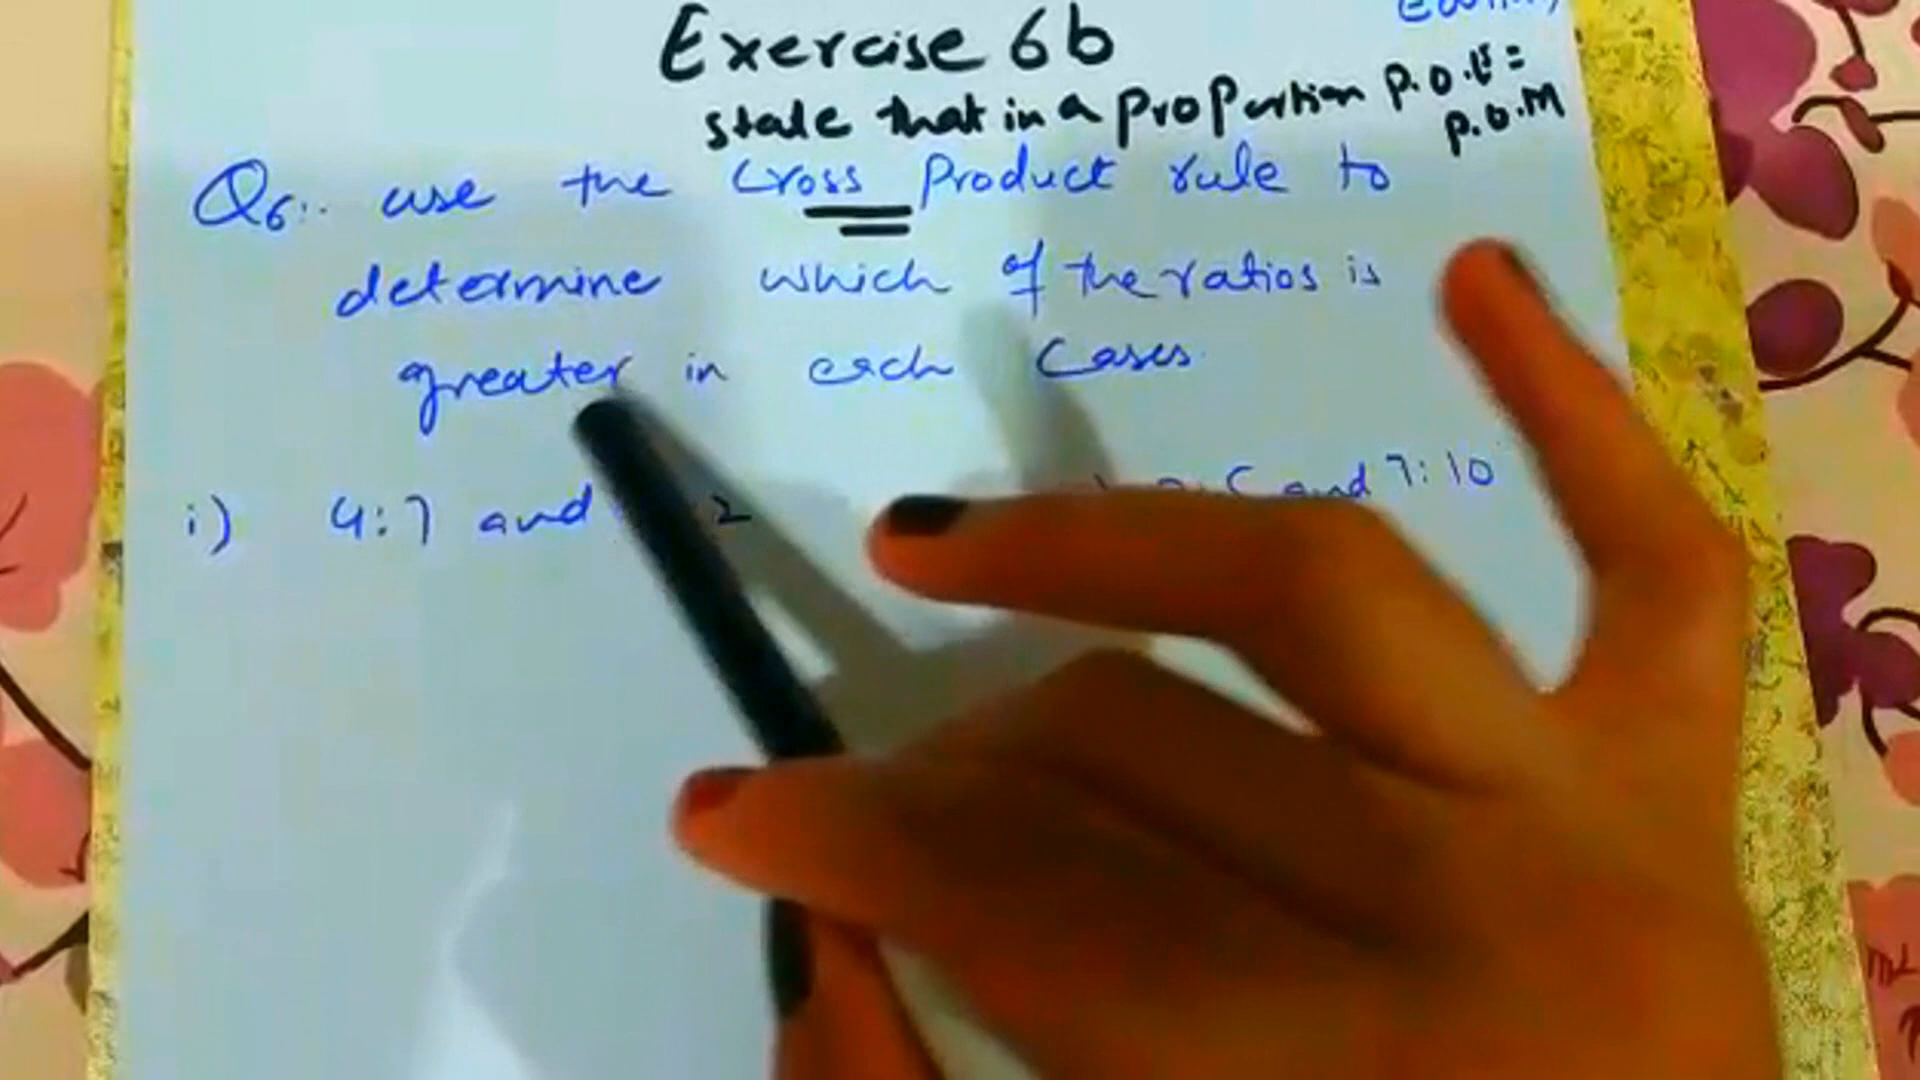 Exercise 6b
state that in a proportion P.O.E =
P.O.M
Q6:. use the cross product rule to
determine which of the ratios is
greater in each cases.
i) 4:7 and :2 and 7:10